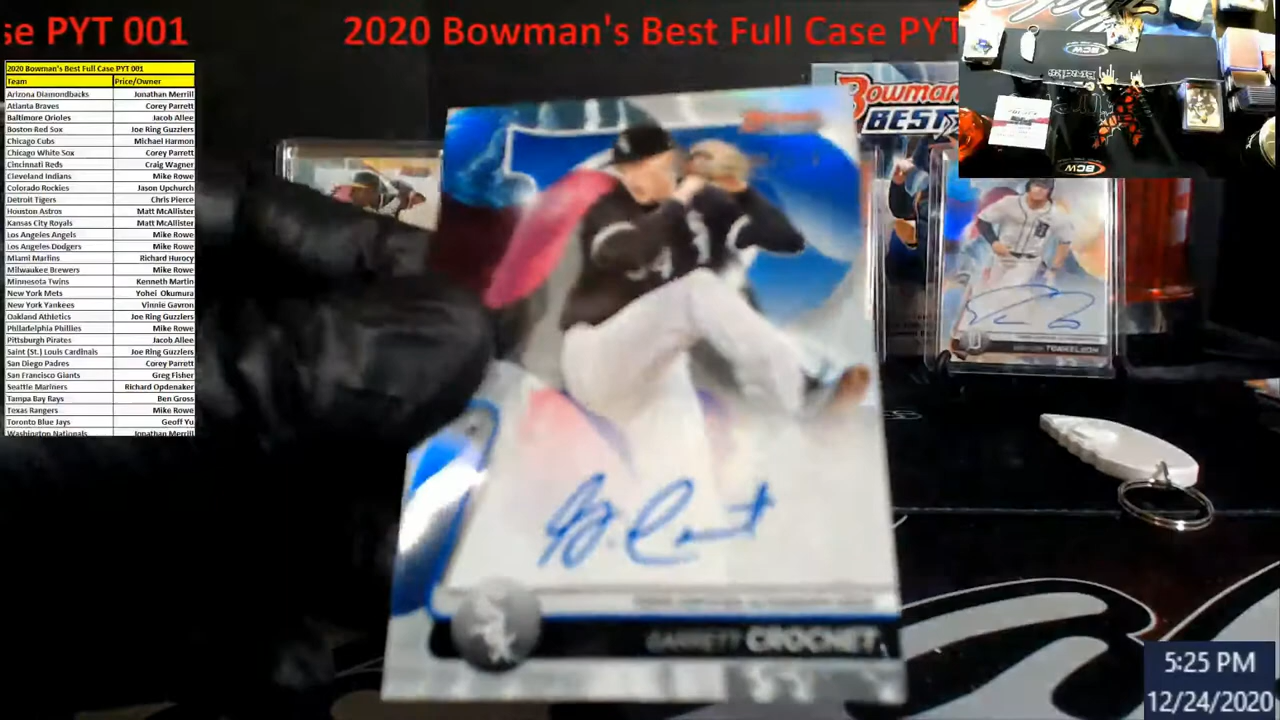 se PYT 001
2020 Bowman's Best Full Case PYT
2020 Bowman's Best Full Case PYT 001
Team Price/Owner
Arizona Diamondbacks Jonathan Merrill
Atlanta Braves Corey Parrett
Baltimore Orioles Jacob Allee
Boston Red Sox Joe Ring Guzzlers
Chicago Cubs Michael Harmon
Chicago White Sox Corey Parrett
Cincinnati Reds Craig Wagner
Cleveland Indians Mike Rowe
Colorado Rockies Jason Upchurch
Detroit Tigers Chris Pierce
Houston Astros Matt McAllister
Kansas City Royals Matt McAllister
Los Angeles Angels Mike Rowe
Los Angeles Dodgers Mike Rowe
Miami Marlins Richard Hurocy
Milwaukee Brewers Mike Rowe
Minnesota Twins Kenneth Martin
New York Mets Yohei Okumura
New York Yankees Vinnie Gavron
Oakland Athletics Joe Ring Guzzlers
Philadelphia Phillies Mike Rowe
Pittsburgh Pirates Jacob Allee
Saint (St.) Louis Cardinals Joe Ring Guzzlers
San Diego Padres Corey Parrett
San Francisco Giants Greg Fisher
Seattle Mariners Richard Opdenaker
Tampa Bay Rays Ben Gross
Texas Rangers Mike Rowe
Toronto Blue Jays Geoff Yu
Washington Nationals Jonathan Merrill
Bowman
BEST
BCW
BCW
TORKELSON
GARRETT CROCHET
5:25 PM
12/24/2020